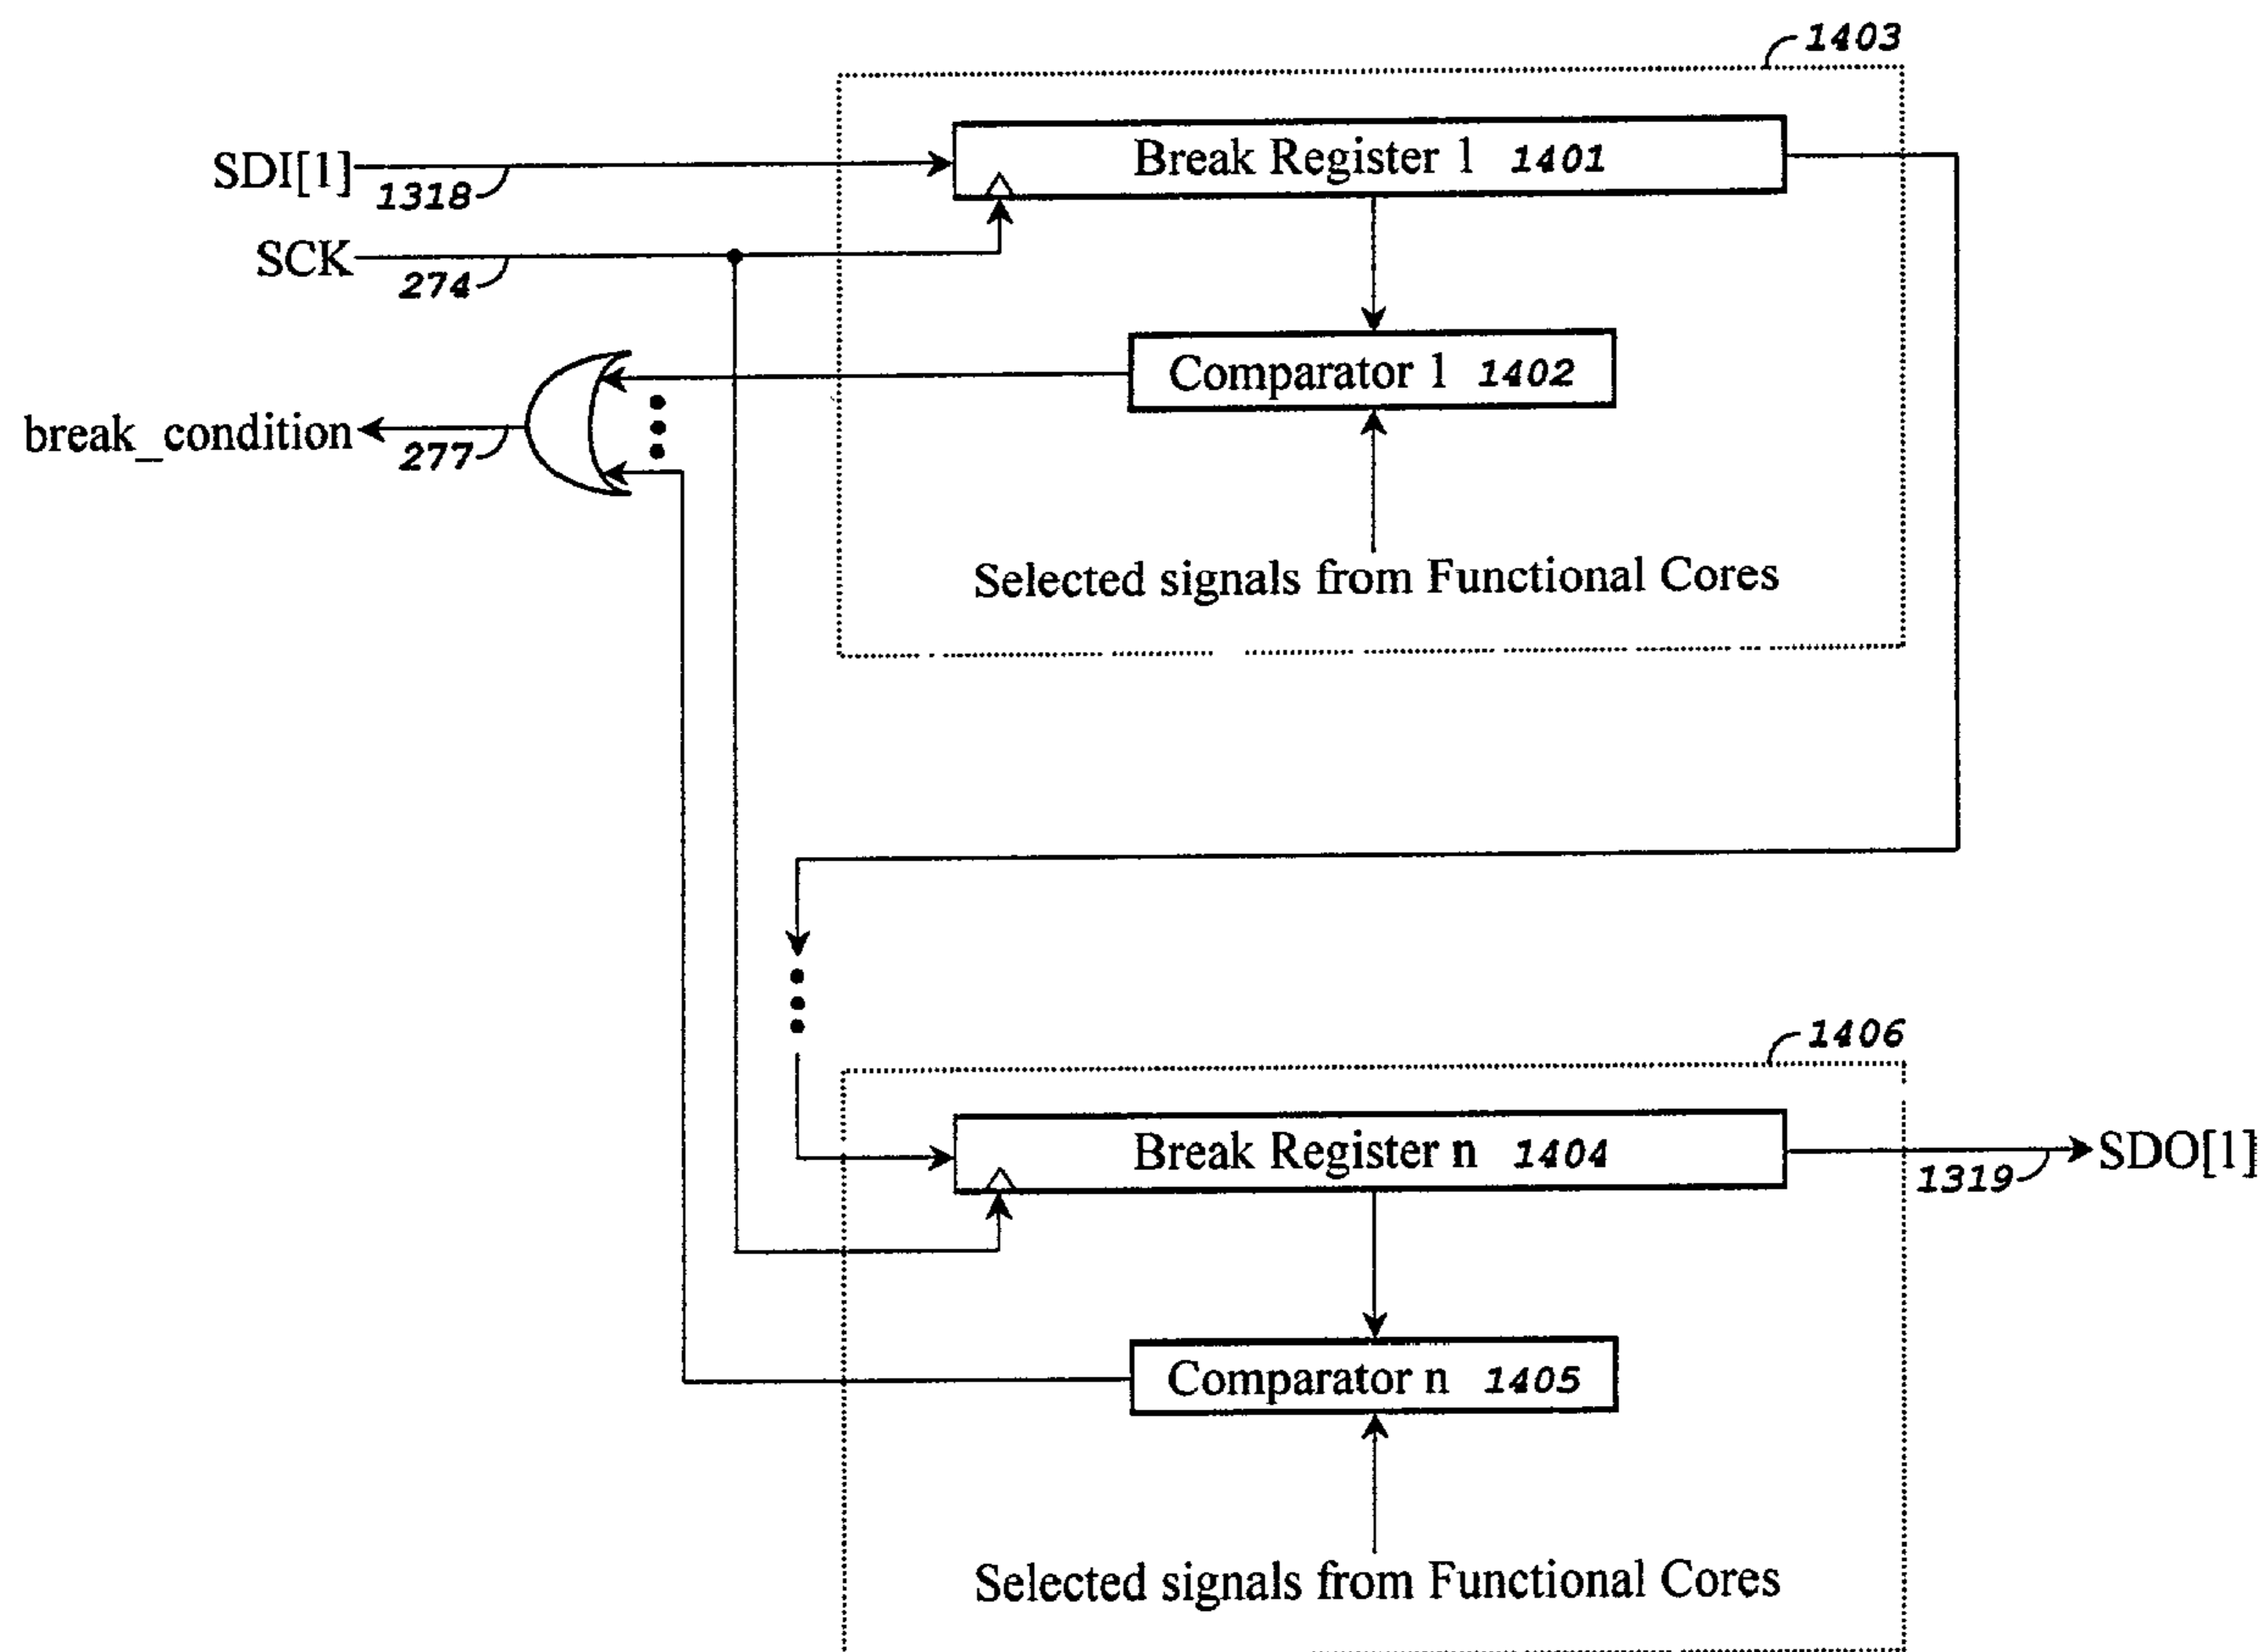 1403
Break Register 1 1401
SDI[1]
1318
SCK
274
Comparator 1 1402
break_condition
277
Selected signals from Functional Cores
1406
Break Register n 1404
SDO[1]
1319
Comparator n 1405
Selected signals from Functional Cores